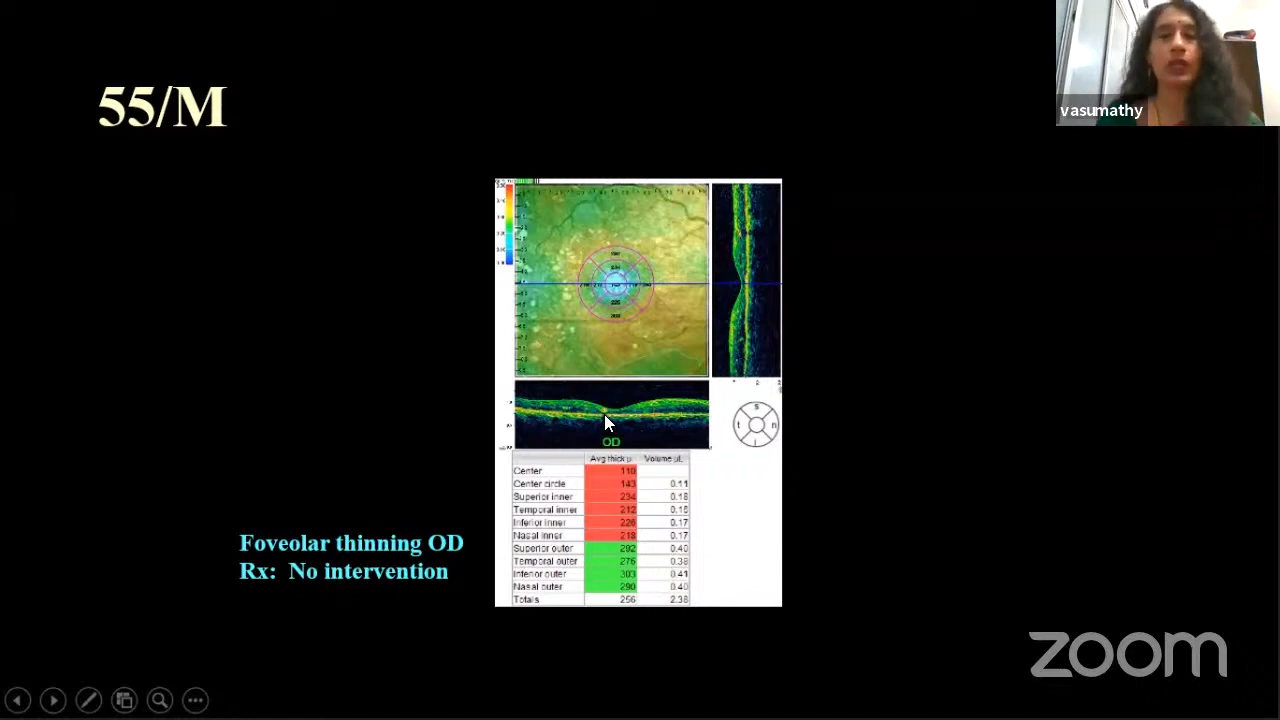 55/M
vasumathy
OD
Avg thick µ Volume µL
Center 110
Center circle 143 0.11
Superior inner 234 0.18
Temporal inner 212 0.16
Inferior inner 226 0.17
Nasal inner 218 0.17
Superior outer 292 0.40
Temporal outer 276 0.38
Inferior outer 303 0.41
Nasal outer 290 0.40
Totals 256 2.38
s
t n
i
Foveolar thinning OD
Rx: No intervention
zoom